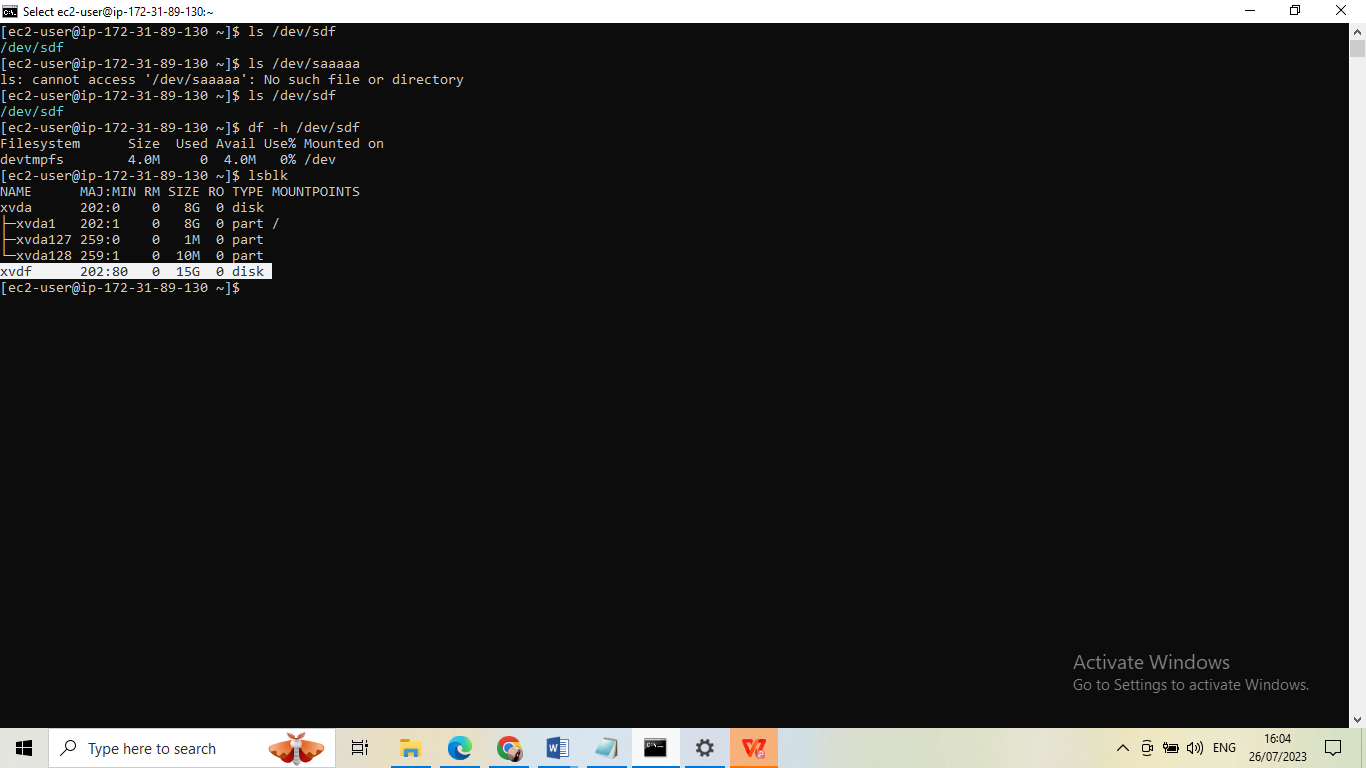 Select ec2-user@ip-172-31-89-130:~
[ec2-user@ip-172-31-89-130 ~]$ ls /dev/sdf
/dev/sdf
[ec2-user@ip-172-31-89-130 ~]$ ls /dev/saaaaa
ls: cannot access '/dev/saaaaa': No such file or directory
[ec2-user@ip-172-31-89-130 ~]$ ls /dev/sdf
/dev/sdf
[ec2-user@ip-172-31-89-130 ~]$ df -h /dev/sdf
Filesystem      Size  Used Avail Use% Mounted on
devtmpfs        4.0M     0  4.0M   0% /dev
[ec2-user@ip-172-31-89-130 ~]$ lsblk
NAME      MAJ:MIN RM SIZE RO TYPE MOUNTPOINTS
xvda      202:0    0   8G  0 disk
├─xvda1   202:1    0   8G  0 part /
├─xvda127 259:0    0   1M  0 part
└─xvda128 259:1    0  10M  0 part
xvdf      202:80   0  15G  0 disk
[ec2-user@ip-172-31-89-130 ~]$
Activate Windows
Go to Settings to activate Windows.
Type here to search
ENG
16:04
26/07/2023